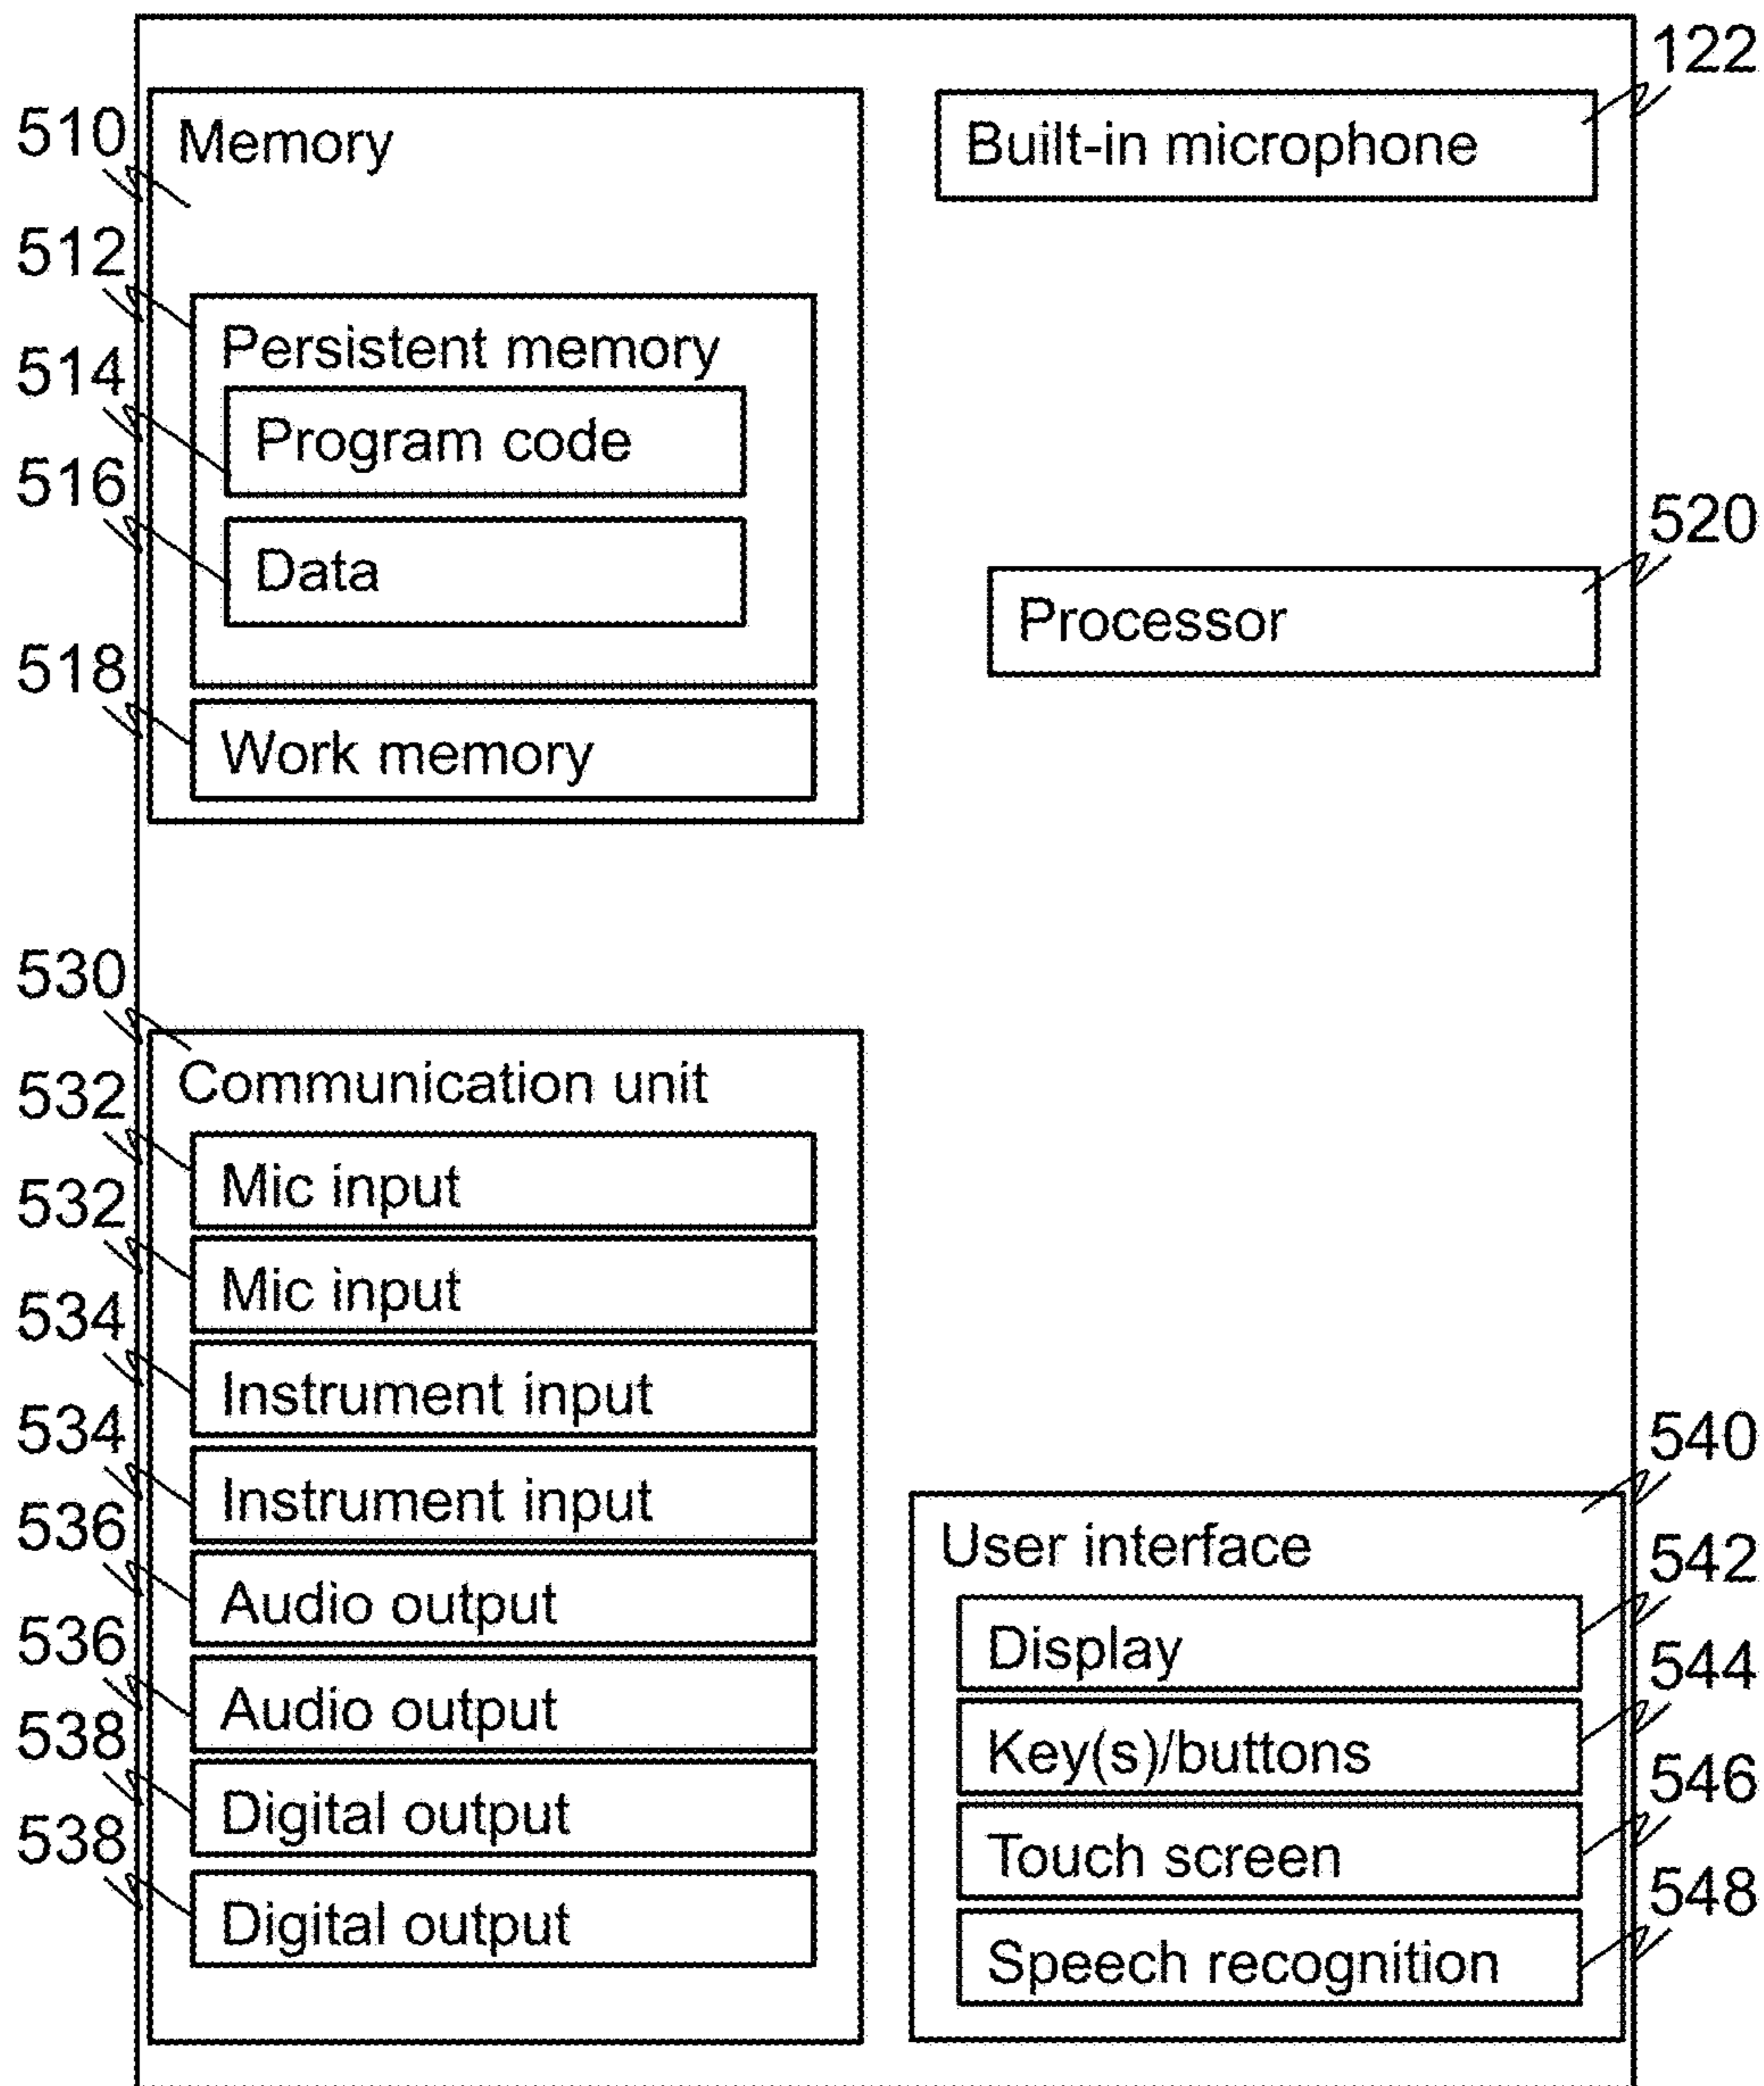 122
510
Memory
Built-in microphone
512
Persistent memory
514
Program code
516
Data
520
Processor
518
Work memory
530
Communication unit
532
Mic input
532
Mic input
534
Instrument input
534
Instrument input
536
Audio output
536
Audio output
538
Digital output
538
Digital output
540
User interface
542
Display
544
Key(s)/buttons
546
Touch screen
548
Speech recognition